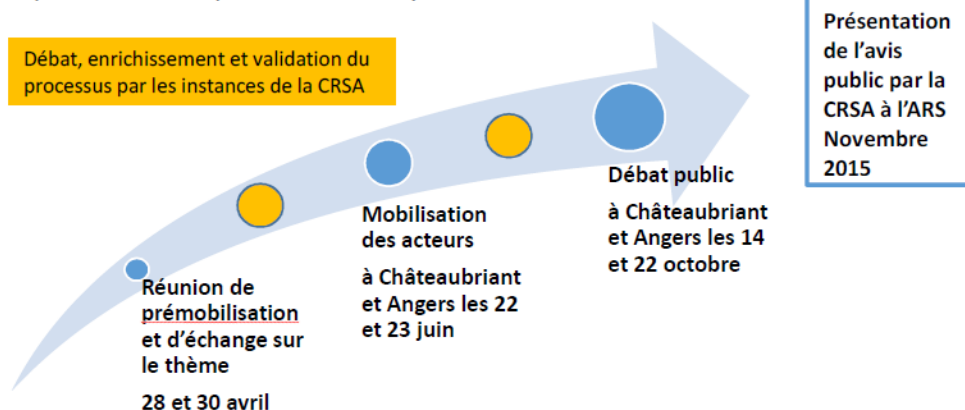 Débat, enrichissement et validation du
processus par les instances de la CRSA
Présentation
de l’avis
public par la
CRSA à l’ARS
Novembre
2015
Débat public
à Châteaubriant
et Angers les 14
et 22 octobre
Mobilisation
des acteurs
à Châteaubriant
et Angers les 22
et 23 juin
Réunion de
prémobilisation
et d’échange sur
le thème
28 et 30 avril